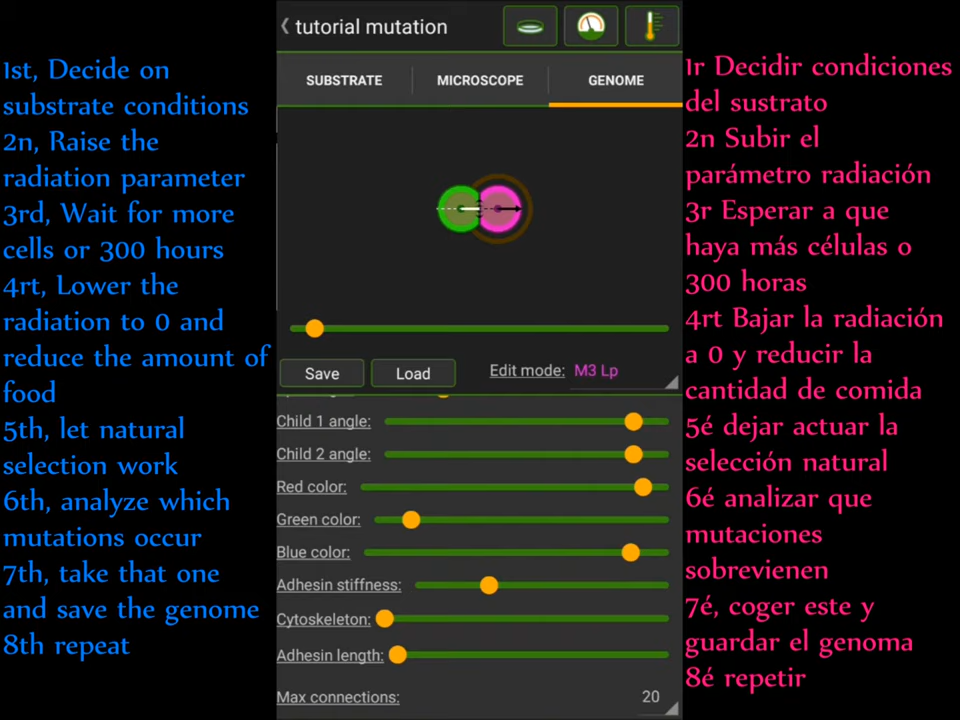 1st, Decide on
substrate conditions
2n, Raise the
radiation parameter
3rd, Wait for more
cells or 300 hours
4rt, Lower the
radiation to 0 and
reduce the amount of
food
5th, let natural
selection work
6th, analyze which
mutations occur
7th, take that one
and save the genome
8th repeat
tutorial mutation
SUBSTRATE
MICROSCOPE
GENOME
Save
Load
Edit mode:
M3 Lp
Child 1 angle:
Child 2 angle:
Red color:
Green color:
Blue color:
Adhesin stiffness:
Cytoskeleton:
Adhesin length:
Max connections:
20
1r Decidir condiciones
del sustrato
2n Subir el
parámetro radiación
3r Esperar a que
haya más células o
300 horas
4rt Bajar la radiación
a 0 y reducir la
cantidad de comida
5é dejar actuar la
selección natural
6é analizar que
mutaciones
sobrevienen
7é, coger este y
guardar el genoma
8é repetir